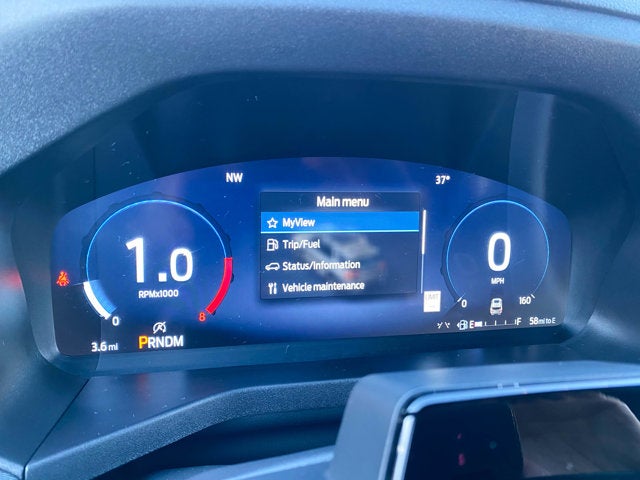 NW
37°
Main menu
MyView
Trip/Fuel
Status/Information
Vehicle maintenance
1.0
RPMx1000
0
8
0
MPH
0
160
3.6 mi
PRNDM
E
F
58 mi to E